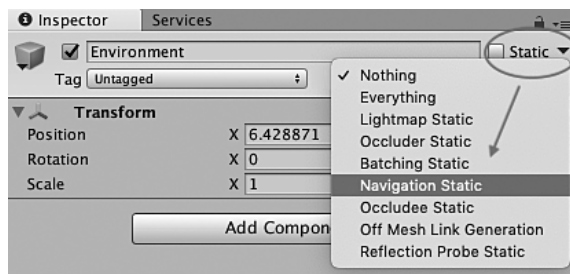 Inspector Services
Environment Static
Tag Untagged
Nothing
Everything
Lightmap Static
Occluder Static
Batching Static
Navigation Static
Occludee Static
Off Mesh Link Generation
Reflection Probe Static
Transform
Position X 6.428871
Rotation X 0
Scale X 1
Add Compon